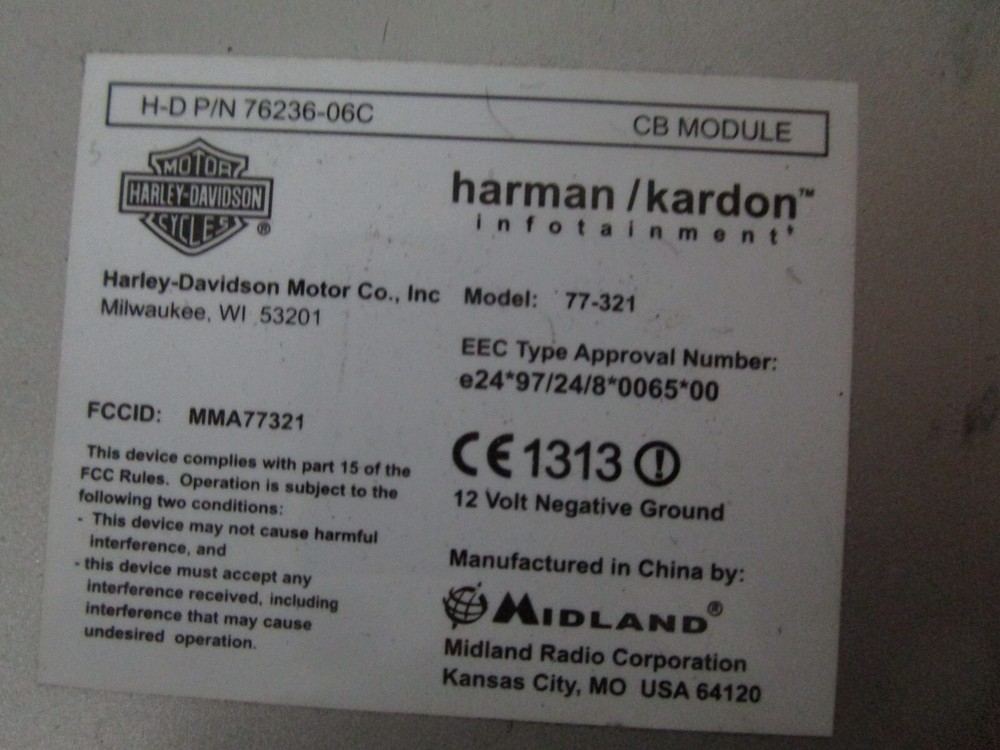 H-D P/N 76236-06C CB MODULE
MOTOR
HARLEY-DAVIDSON
CYCLES®
harman/kardon™
infotainment
Harley-Davidson Motor Co., Inc
Milwaukee, WI 53201
Model: 77-321
EEC Type Approval Number:
e24*97/24/8*0065*00
FCCID: MMA77321
This device complies with part 15 of the
FCC Rules. Operation is subject to the
following two conditions:
- This device may not cause harmful
interference, and
- this device must accept any
interference received, including
interference that may cause
undesired operation.
CE 1313 !
12 Volt Negative Ground
Manufactured in China by:
MIDLAND®
Midland Radio Corporation
Kansas City, MO USA 64120